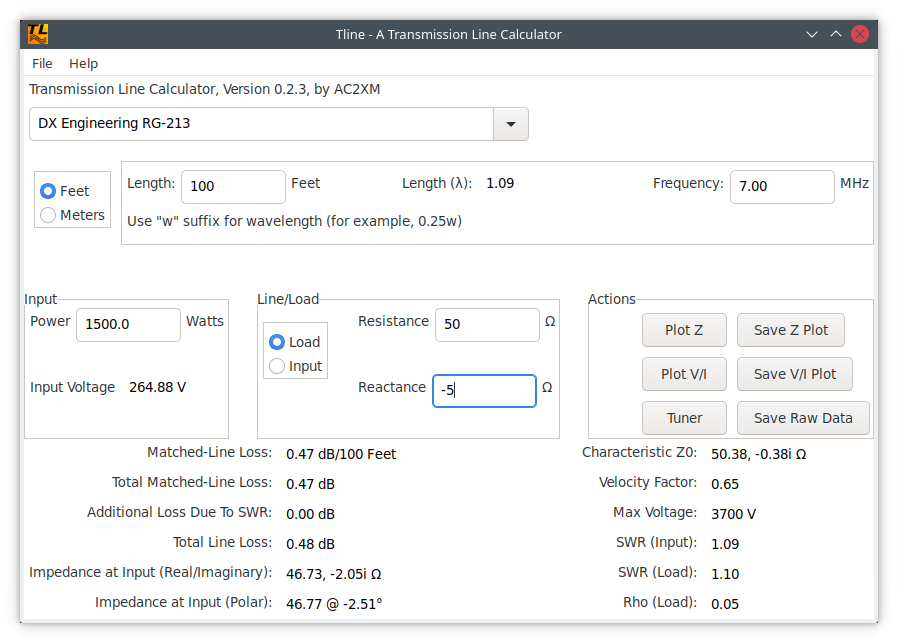 TL
Tline - A Transmission Line Calculator
File Help
Transmission Line Calculator, Version 0.2.3, by AC2XM
DX Engineering RG-213
Feet
Meters
Length: 100 Feet Length (λ): 1.09 Frequency: 7.00 MHz
Use "w" suffix for wavelength (for example, 0.25w)
Input
Power 1500.0 Watts
Input Voltage 264.88 V
Line/Load
Load
Input
Resistance 50 Ω
Reactance -5 Ω
Actions
Plot Z Save Z Plot
Plot V/I Save V/I Plot
Tuner Save Raw Data
Matched-Line Loss: 0.47 dB/100 Feet
Total Matched-Line Loss: 0.47 dB
Additional Loss Due To SWR: 0.00 dB
Total Line Loss: 0.48 dB
Impedance at Input (Real/Imaginary): 46.73, -2.05i Ω
Impedance at Input (Polar): 46.77 @ -2.51°
Characteristic Z0: 50.38, -0.38i Ω
Velocity Factor: 0.65
Max Voltage: 3700 V
SWR (Input): 1.09
SWR (Load): 1.10
Rho (Load): 0.05